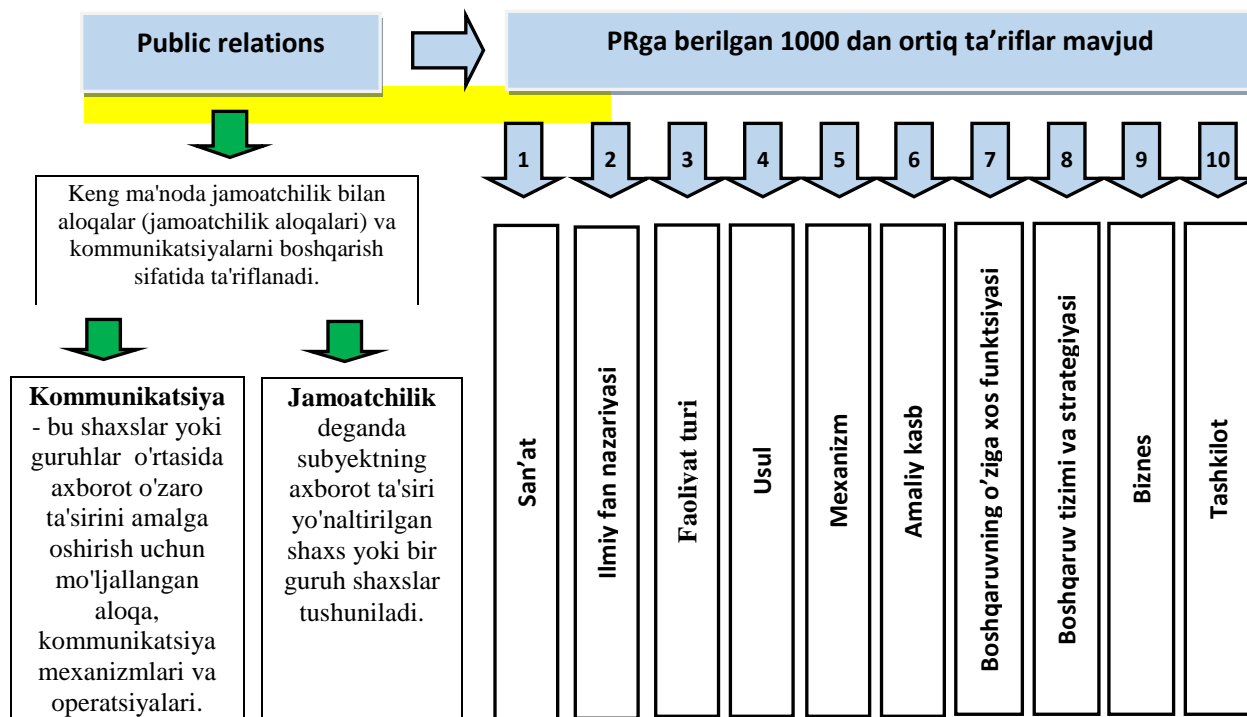 Public relations
PRga berilgan 1000 dan ortiq ta’riflar mavjud
Keng ma'noda jamoatchilik bilan
aloqalar (jamoatchilik aloqalari) va
kommunikatsiyalarni boshqarish
sifatida ta'riflanadi.
Kommunikatsiya
- bu shaxslar yoki
guruhlar o'rtasida
axborot o'zaro
ta'sirini amalga
oshirish uchun
mo'ljallangan
aloqa,
kommunikatsiya
mexanizmlari va
operatsiyalari.
Jamoatchilik
deganda
subyektning
axborot ta'siri
yo'naltirilgan
shaxs yoki bir
guruh shaxslar
tushuniladi.
1
2
3
4
5
6
7
8
9
10
San’at
Ilmiy fan nazariyasi
Faoliyat turi
Usul
Mexanizm
Amaliy kasb
Boshqaruvning o’ziga xos funktsiyasi
Boshqaruv tizimi va strategiyasi
Biznes
Tashkilot